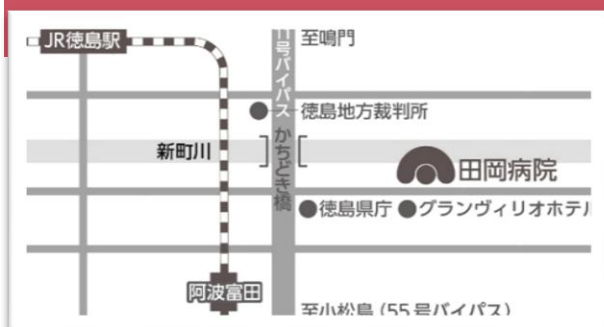 JR徳島駅
11号バイパス
至鳴門
徳島地方裁判所
新町川
かちどき橋
田岡病院
●徳島県庁 ●グランヴィリオホテル
阿波富田
至小松島(55号バイパス)